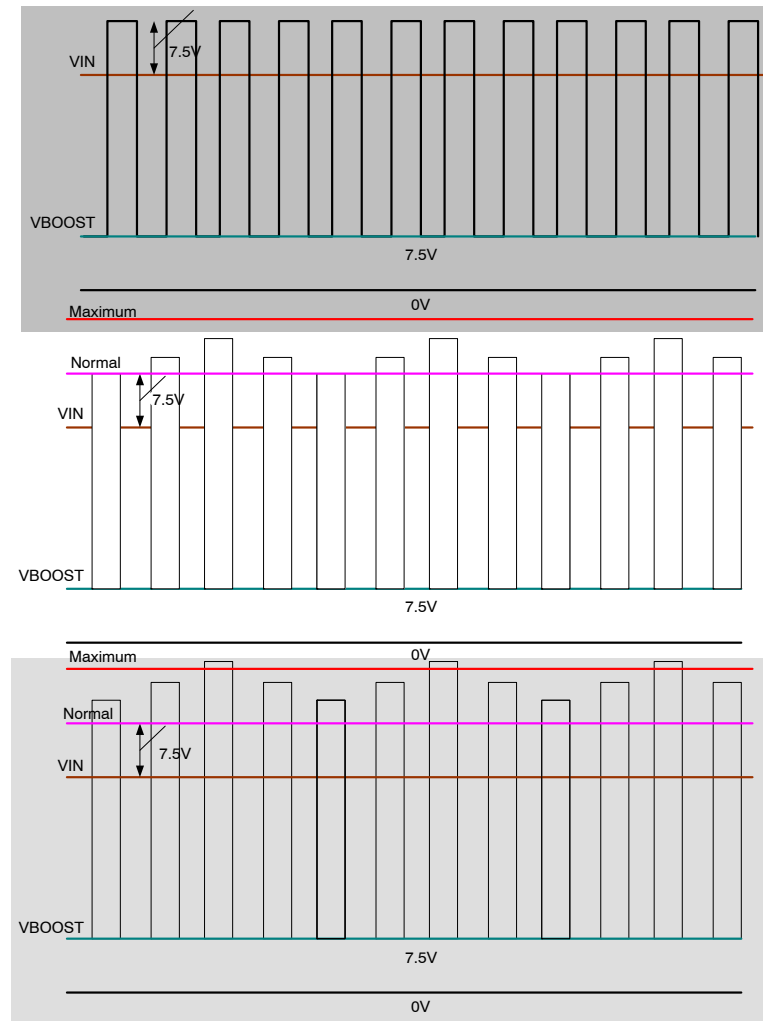 7.5V
VIN
VBOOST
7.5V
0V
Maximum
Normal
7.5V
VIN
VBOOST
7.5V
0V
Maximum
Normal
7.5V
VIN
VBOOST
7.5V
0V